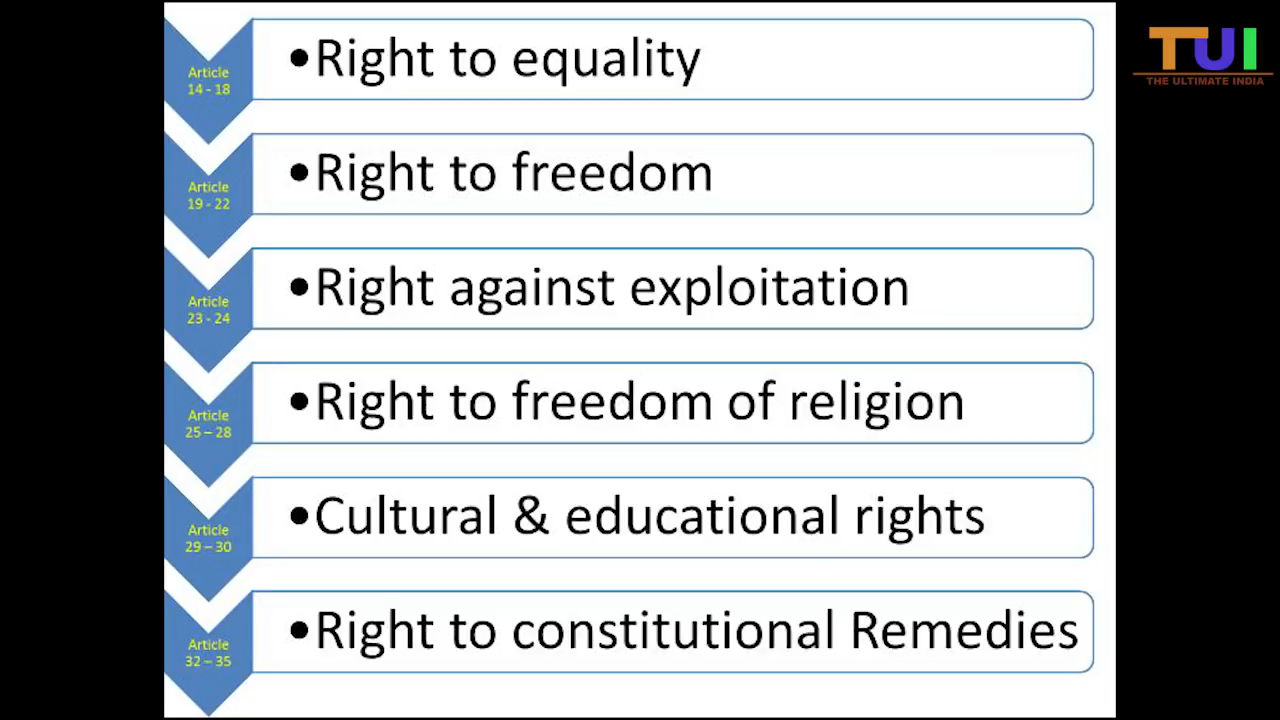 TUI
THE ULTIMATE INDIA
Article
14 - 18
•Right to equality
Article
19 - 22
•Right to freedom
Article
23 - 24
•Right against exploitation
Article
25 – 28
•Right to freedom of religion
Article
29 – 30
•Cultural & educational rights
Article
32 – 35
•Right to constitutional Remedies